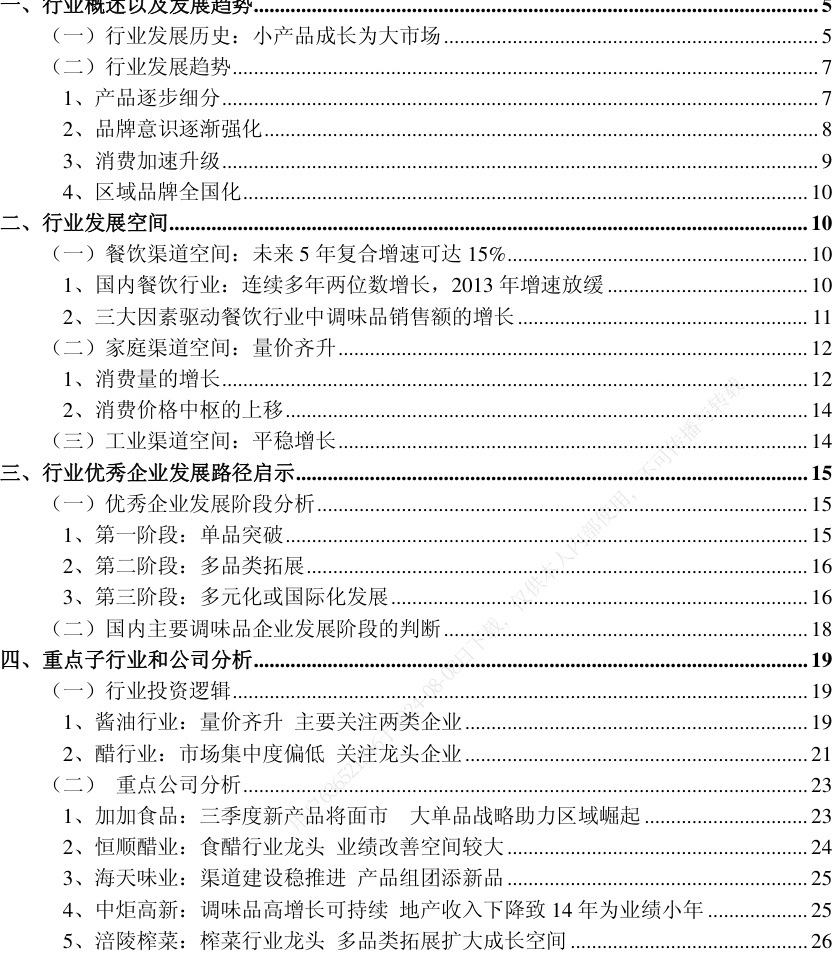 一、行业概述以及发展趋势 5
（一）行业发展历史：小产品成长为大市场 5
（二）行业发展趋势 7
1、产品逐步细分 7
2、品牌意识逐渐强化 8
3、消费加速升级 9
4、区域品牌全国化 10
二、行业发展空间 10
（一）餐饮渠道空间：未来 5 年复合增速可达 15% 10
1、国内餐饮行业：连续多年两位数增长，2013 年增速放缓 10
2、三大因素驱动餐饮行业中调味品销售额的增长 11
（二）家庭渠道空间：量价齐升 12
1、消费量的增长 12
2、消费价格中枢的上移 14
（三）工业渠道空间：平稳增长 14
三、行业优秀企业发展路径启示 15
（一）优秀企业发展阶段分析 15
1、第一阶段：单品突破 15
2、第二阶段：多品类拓展 16
3、第三阶段：多元化或国际化发展 16
（二）国内主要调味品企业发展阶段的判断 18
四、重点子行业和公司分析 19
（一）行业投资逻辑 19
1、酱油行业：量价齐升 主要关注两类企业 19
2、醋行业：市场集中度偏低 关注龙头企业 21
（二） 重点公司分析 23
1、加加食品：三季度新产品将面市 大单品战略助力区域崛起 23
2、恒顺醋业：食醋行业龙头 业绩改善空间较大 24
3、海天味业：渠道建设稳推进 产品组团添新品 25
4、中炬高新：调味品高增长可持续 地产收入下降致 14 年为业绩小年 25
5、涪陵榨菜：榨菜行业龙头 多品类拓展扩大成长空间 26